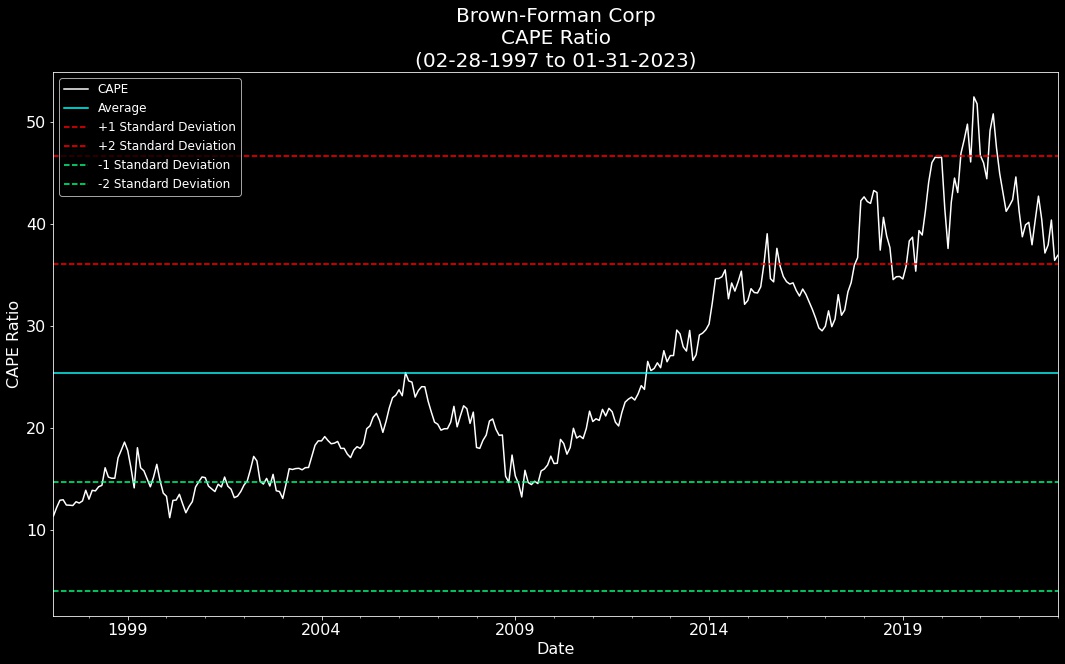 Brown-Forman Corp
CAPE Ratio
(02-28-1997 to 01-31-2023)
CAPE
Average
+1 Standard Deviation
+2 Standard Deviation
-1 Standard Deviation
-2 Standard Deviation
50
40
30
20
10
CAPE Ratio
1999 2004 2009 2014 2019
Date